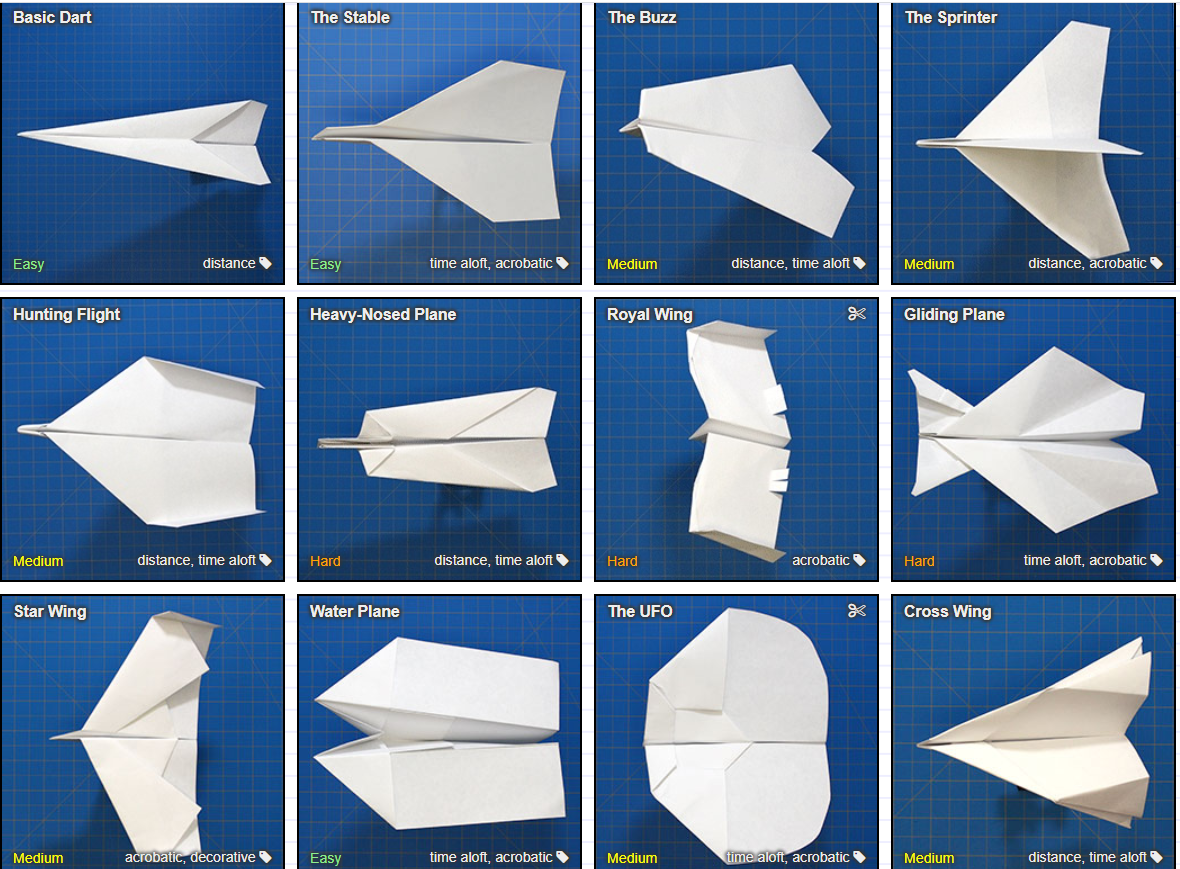 Basic Dart
The Stable
The Buzz
The Sprinter
Easy
distance
Easy
time aloft, acrobatic
Medium
distance, time aloft
Medium
distance, acrobatic
Hunting Flight
Heavy-Nosed Plane
Royal Wing
Gliding Plane
Medium
distance, time aloft
Hard
distance, time aloft
Hard
acrobatic
Hard
time aloft, acrobatic
Star Wing
Water Plane
The UFO
Cross Wing
Medium
acrobatic, decorative
Easy
time aloft, acrobatic
Medium
time aloft, acrobatic
Medium
distance, time aloft